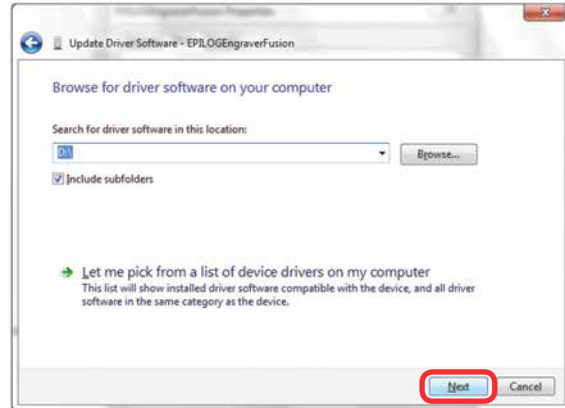 Update Driver Software - EPILOGEngraverFusion
Browse for driver software on your computer
Search for driver software in this location:
D:\
Browse...
Include subfolders
Let me pick from a list of device drivers on my computer
This list will show installed driver software compatible with the device, and all driver
software in the same category as the device.
Next
Cancel